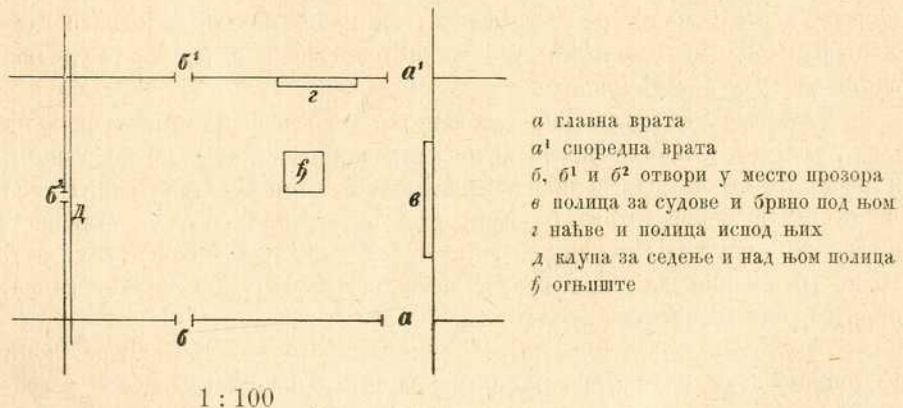 б¹
а¹
г
ђ
б²
в
Д
б
а
1 : 100
а главна врата
а¹ споредна врата
б, б¹ и б² отвори у место прозора
в полица за судове и брвно под њом
г наћве и полица испод њих
д клупа за седење и над њом полица
ђ огњиште